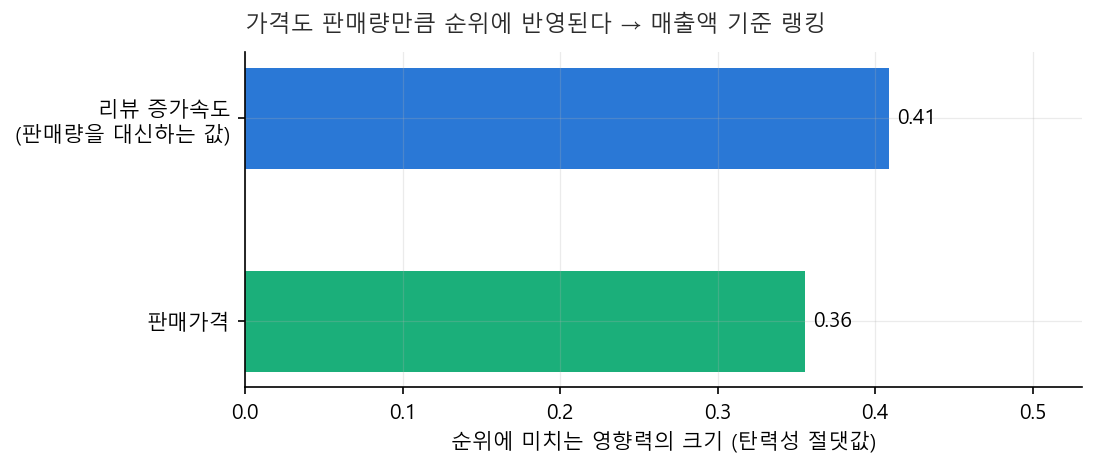 가격도 판매량만큼 순위에 반영된다 → 매출액 기준 랭킹
리뷰 증가속도
(판매량을 대신하는 값)
0.41
판매가격
0.36
0.0 0.1 0.2 0.3 0.4 0.5
순위에 미치는 영향력의 크기 (탄력성 절댓값)